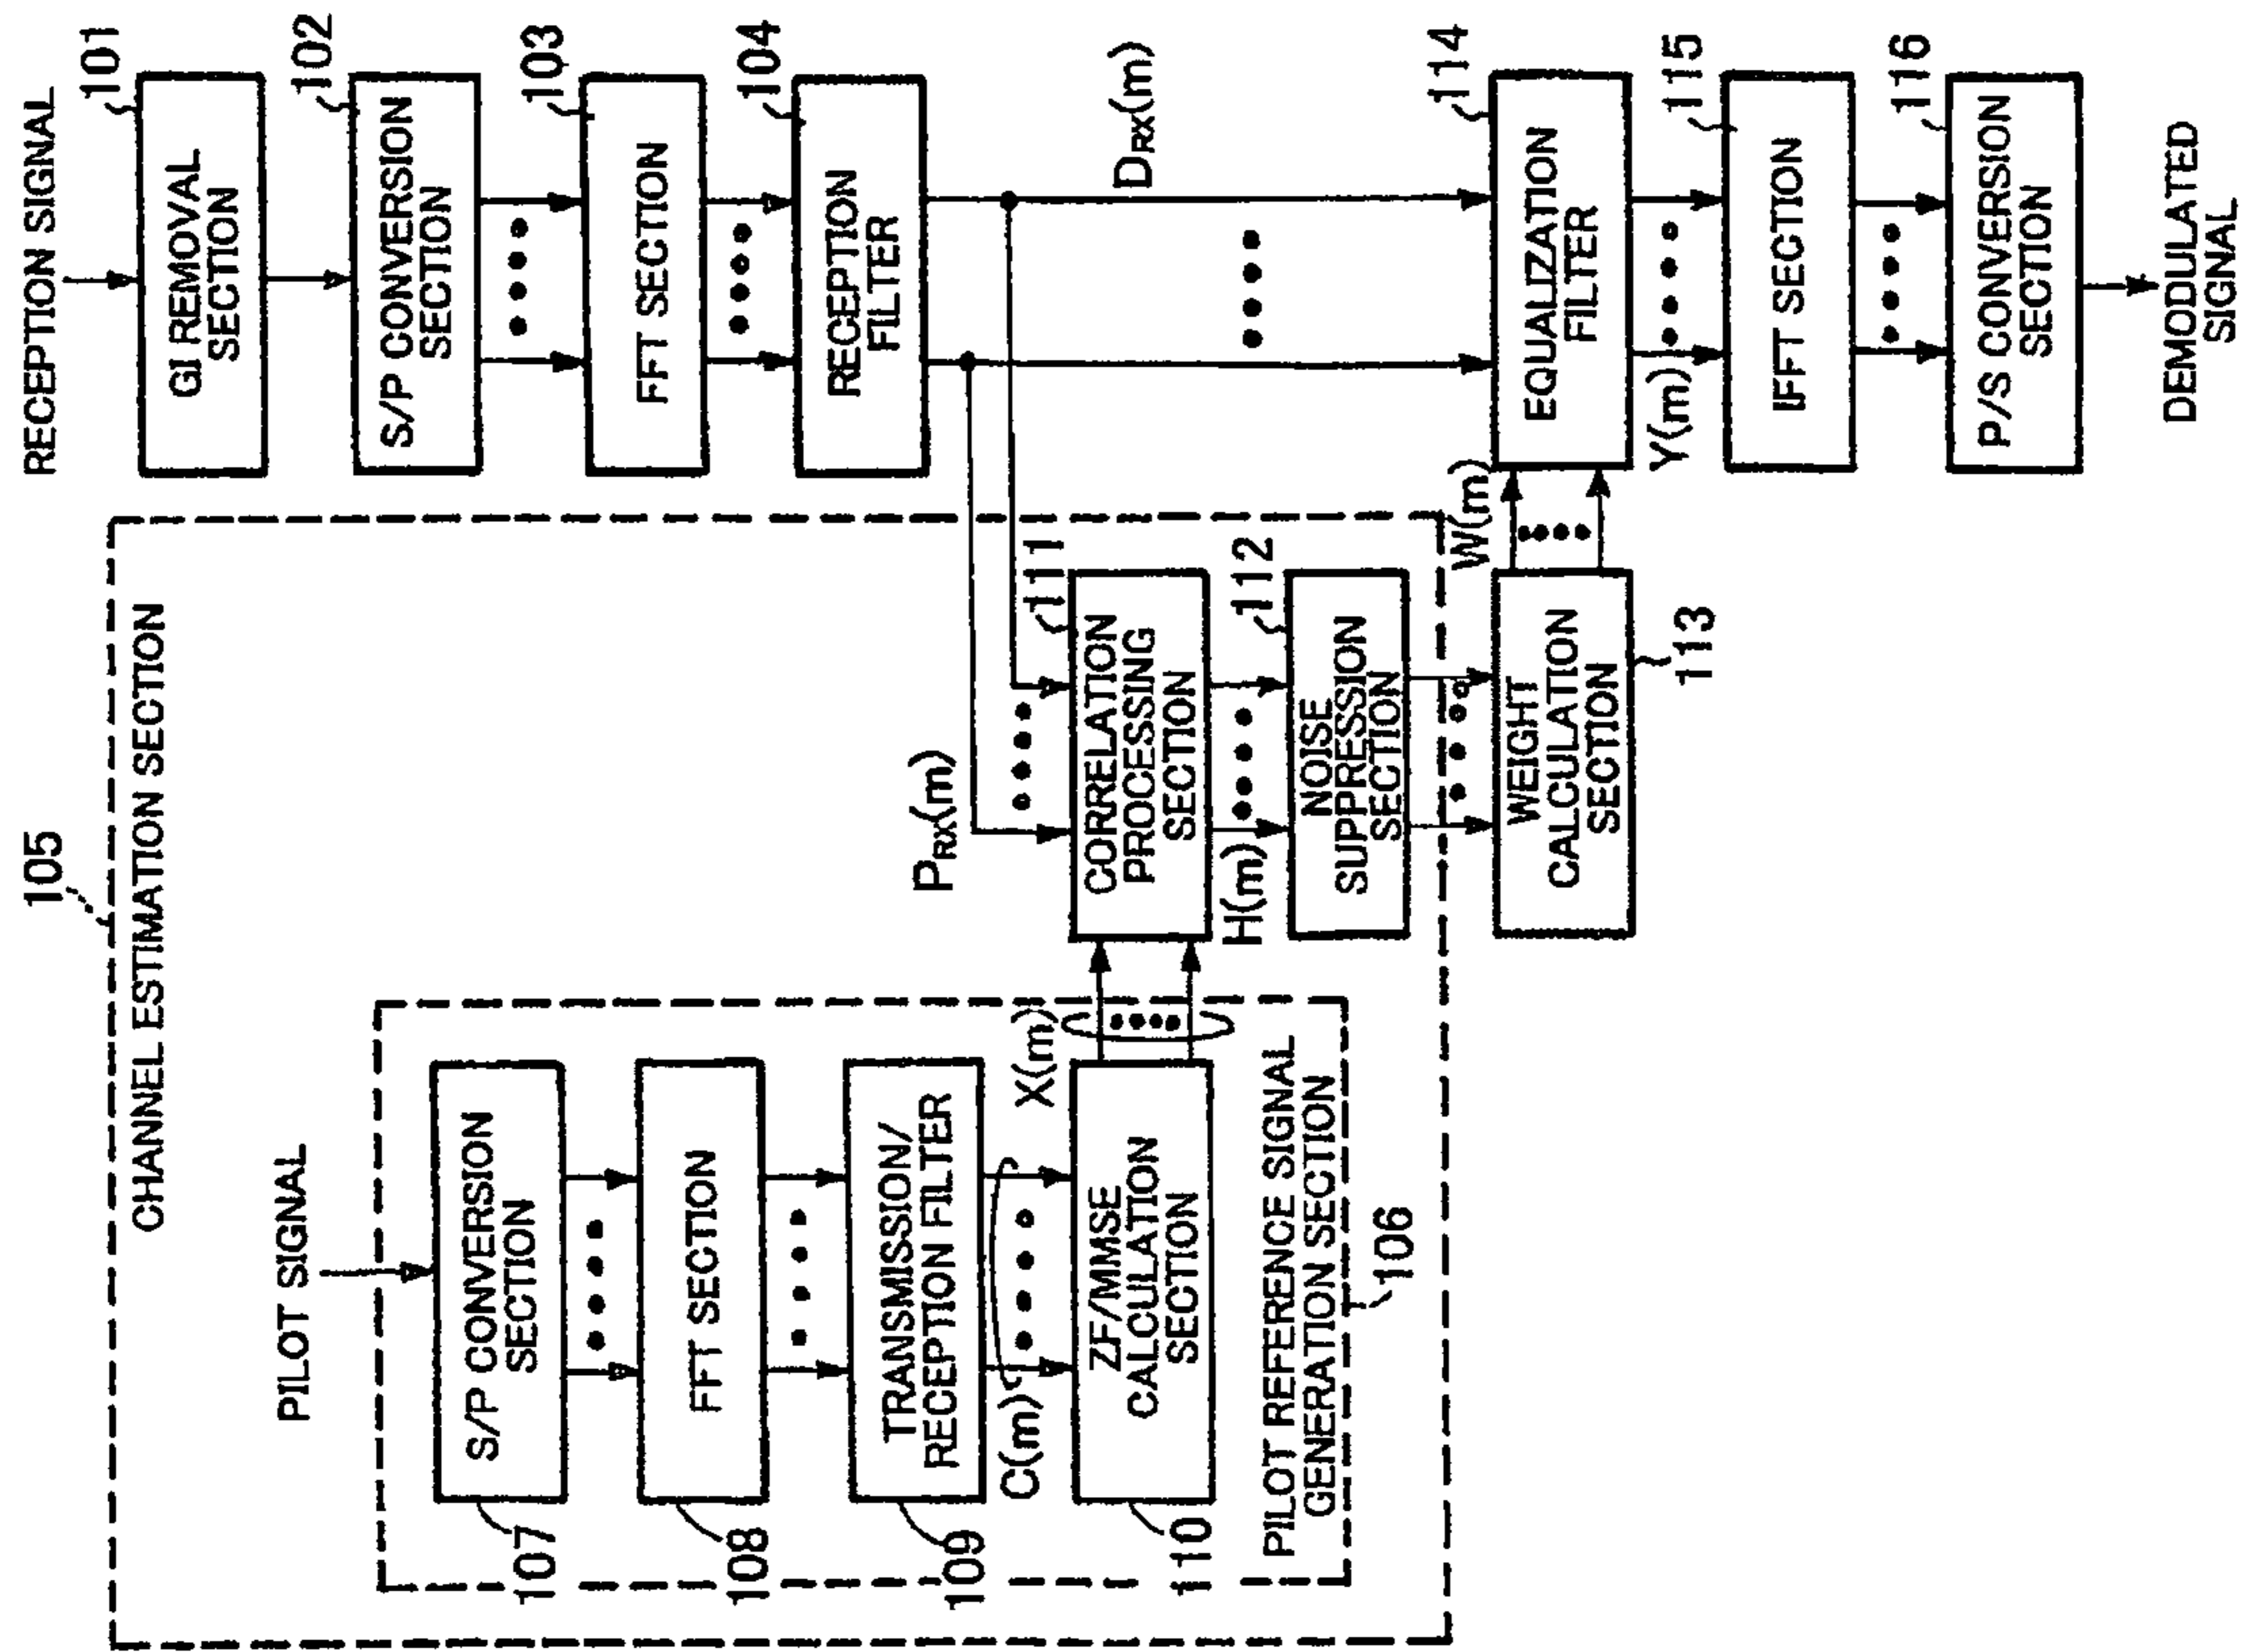 RECEPTION SIGNAL
101
GI REMOVAL
SECTION
102
S/P CONVERSION
SECTION
103
FFT SECTION
104
RECEPTION
FILTER
DRX(m)
105
CHANNEL ESTIMATION SECTION
PILOT SIGNAL
107
S/P CONVERSION
SECTION
108
FFT SECTION
109
TRANSMISSION/
RECEPTION FILTER
C(m)
X(m)
110
ZF/MMSE
CALCULATION
SECTION
PILOT REFERENCE SIGNAL
GENERATION SECTION
106
PRX(m)
111
CORRELATION
PROCESSING
SECTION
H(m)
112
NOISE
SUPPRESSION
SECTION
W(m)
WEIGHT
CALCULATION
SECTION
113
114
EQUALIZATION
FILTER
Y(m)
115
IFFT SECTION
116
P/S CONVERSION
SECTION
DEMODULATED
SIGNAL